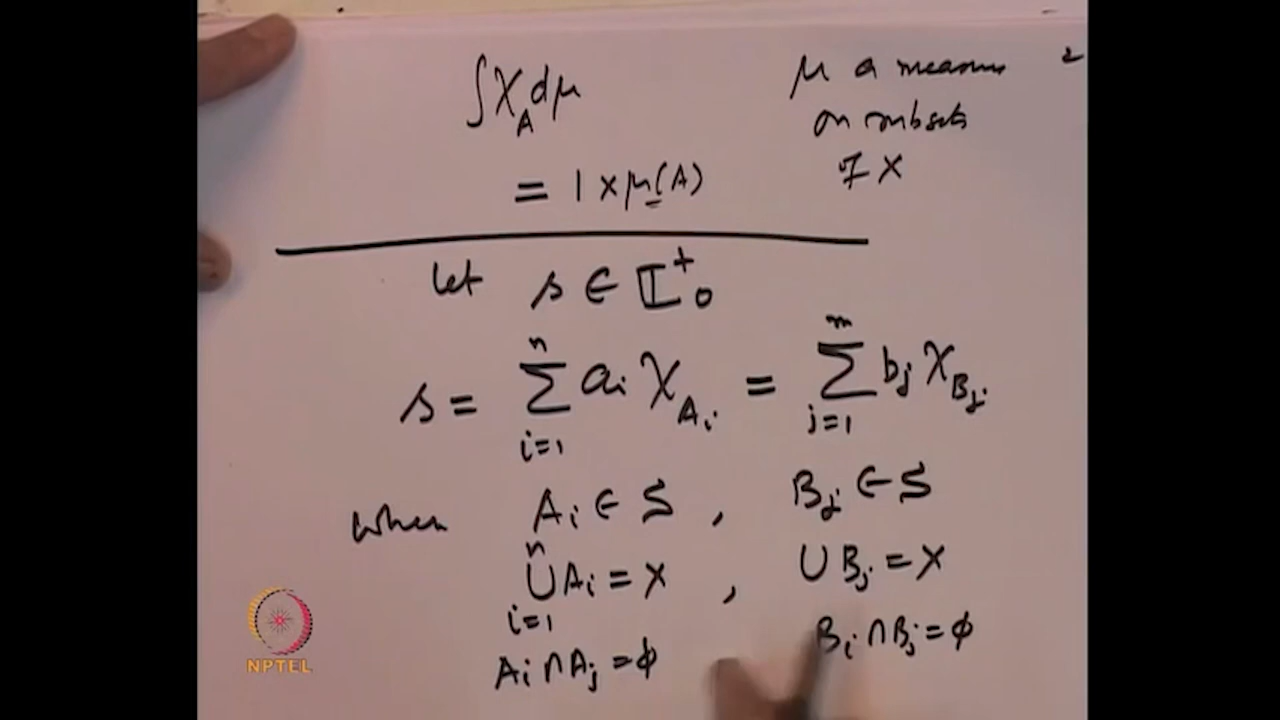 ∫χ_A dμ
= 1 × μ(A)
μ a measure
on subsets
of X
2
Let s ∈ 𝕃⁺₀
s = Σ_{i=1}^{n} a_i χ_{A_i} = Σ_{j=1}^{m} b_j χ_{B_j}
When A_i ∈ S, B_j ∈ S
⋃_{i=1}^{n} A_i = X, ∪ B_j = X
A_i ∩ A_j = φ B_i ∩ B_j = φ
NPTEL